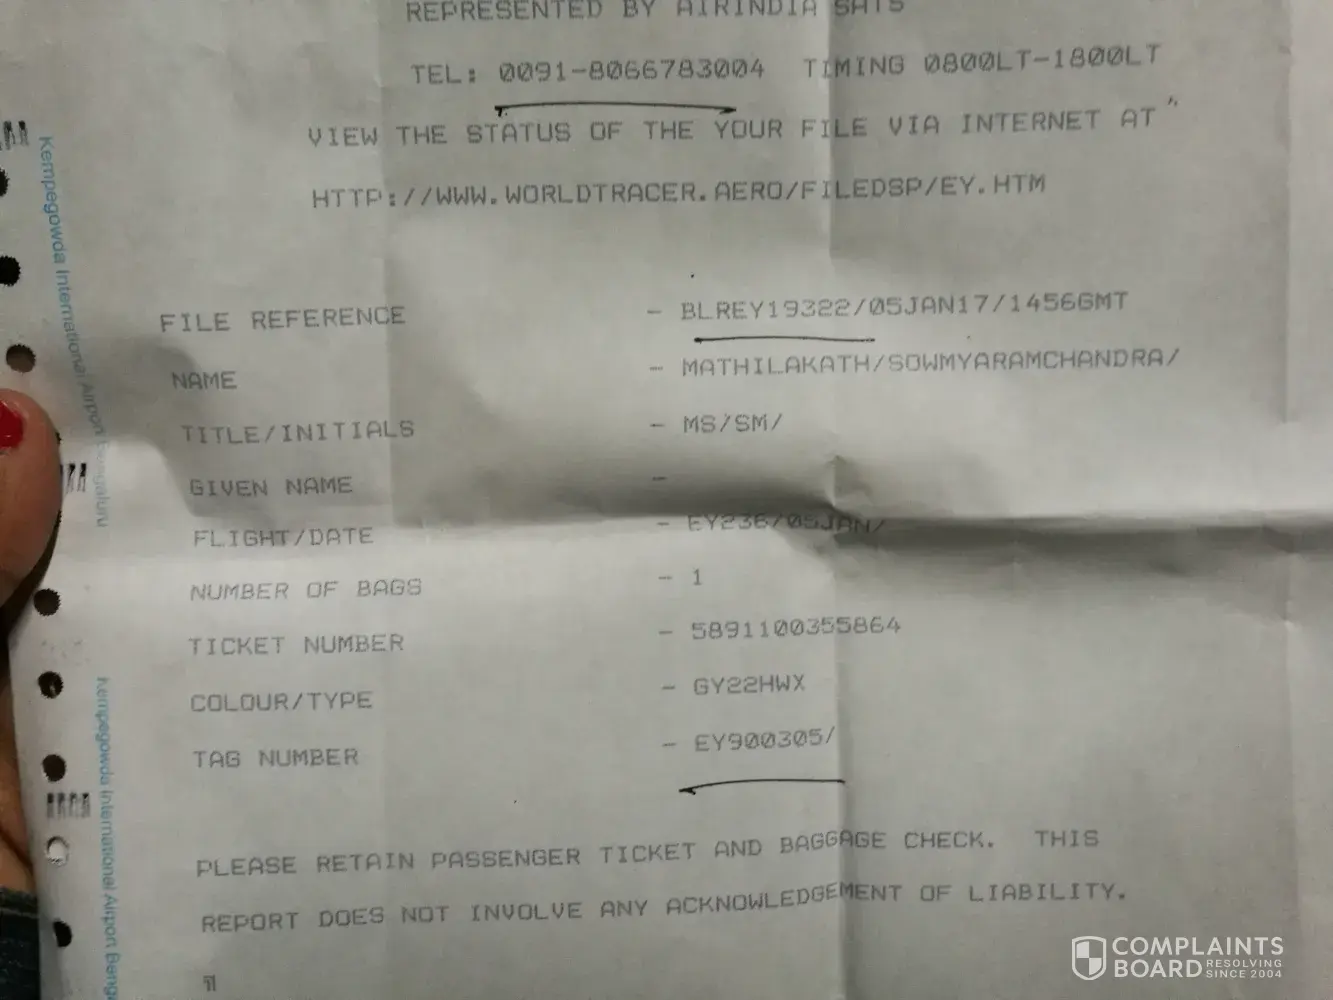 REPRESENTED BY AIRINDIA SATS
TEL: 0091-8066783004 TIMING 0800LT-1800LT
VIEW THE STATUS OF THE YOUR FILE VIA INTERNET AT
HTTP://WWW.WORLDTRACER.AERO/FILEDSP/EY.HTM
FILE REFERENCE - BLREY19322/05JAN17/1456GMT
NAME - MATHILAKATH/SOWMYARAMCHANDRA/
TITLE/INITIALS - MS/SM/
GIVEN NAME -
FLIGHT/DATE - EY236/05JAN/
NUMBER OF BAGS - 1
TICKET NUMBER - 5891100355864
COLOUR/TYPE - GY22HWX
TAG NUMBER - EY900305/
PLEASE RETAIN PASSENGER TICKET AND BAGGAGE CHECK. THIS
REPORT DOES NOT INVOLVE ANY ACKNOWLEDGEMENT OF LIABILITY.
Kempegowda International Airport Bengaluru
Kempegowda International Airport Benga
COMPLAINTS
BOARD RESOLVING
SINCE 2004